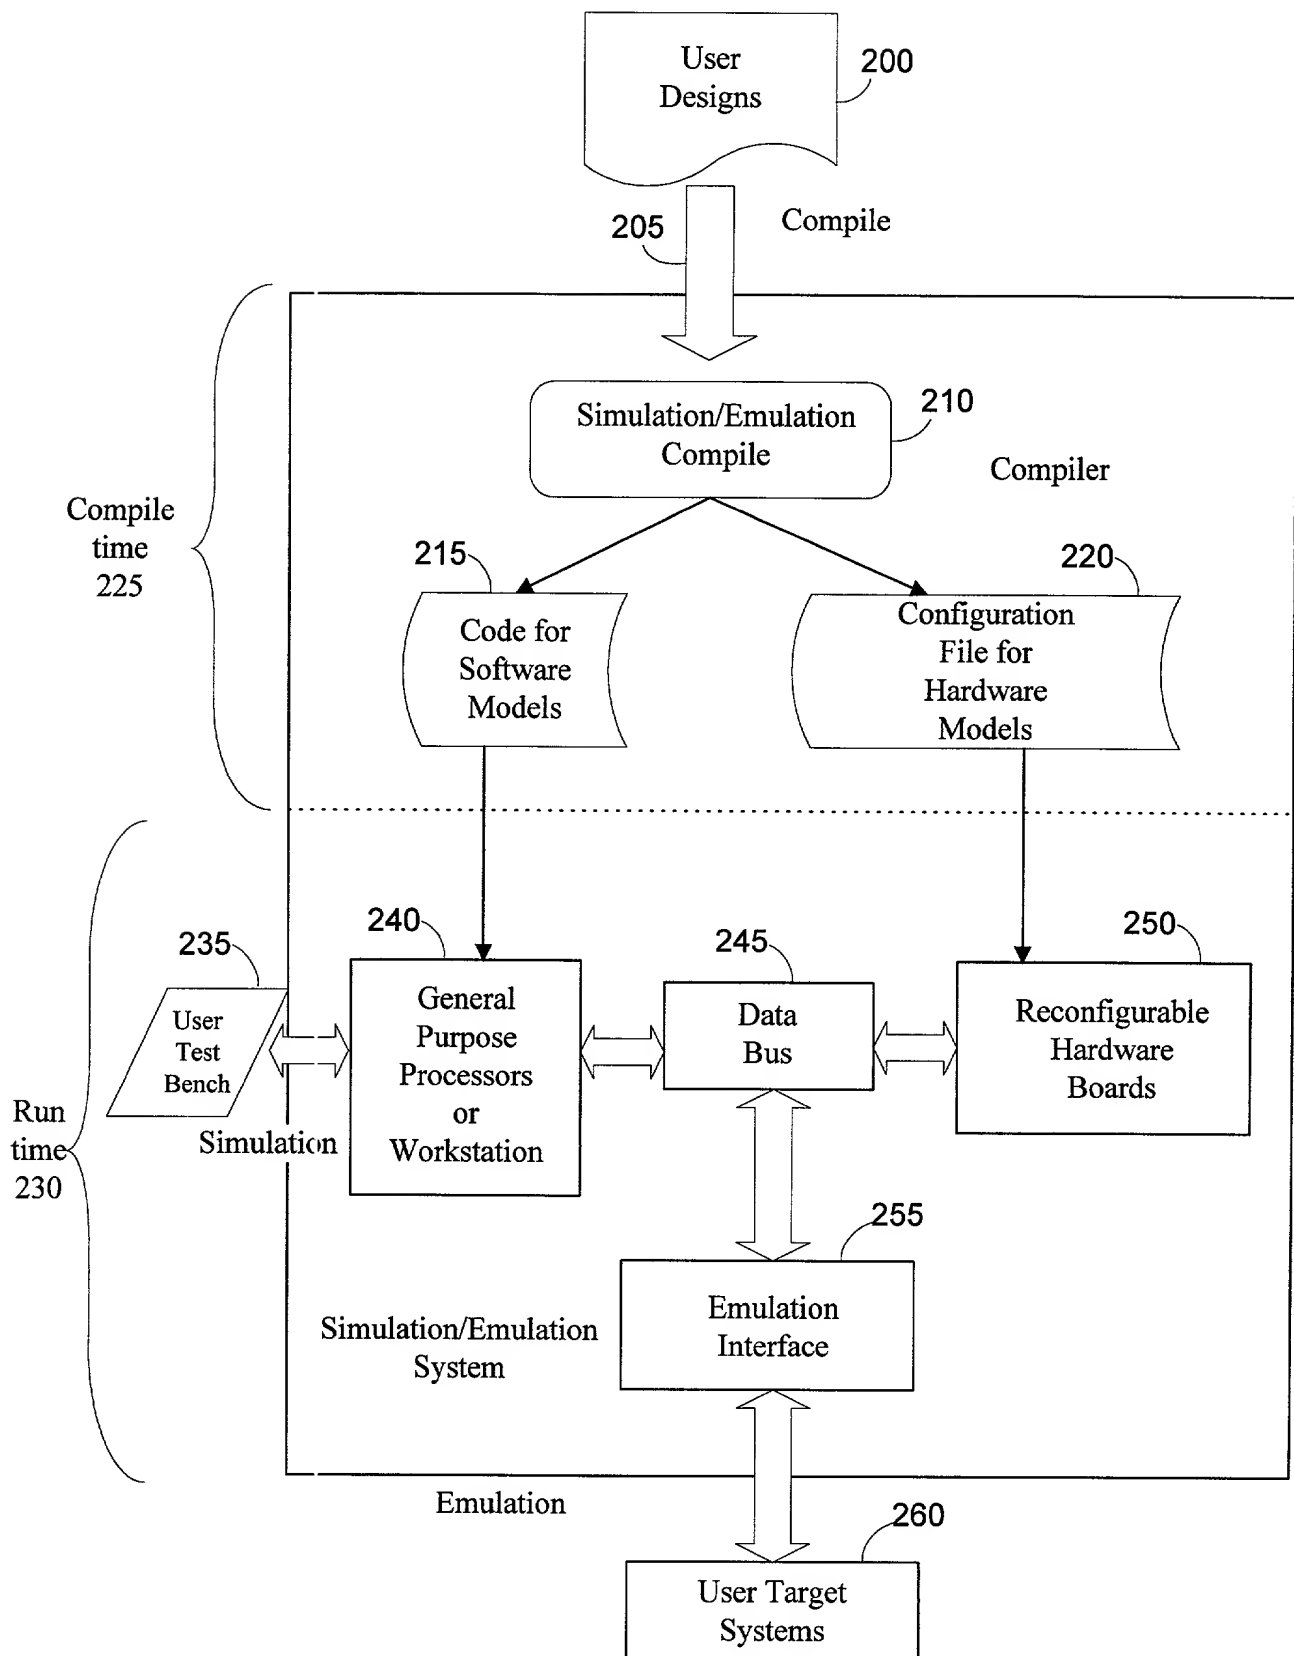 User
Designs
200
205
Compile
Simulation/Emulation
Compile
210
Compiler
Compile
time
225
215
220
Code for
Software
Models
Configuration
File for
Hardware
Models
235
240
245
250
User
Test
Bench
General
Purpose
Processors
or
Workstation
Data
Bus
Reconfigurable
Hardware
Boards
Run
time
230
Simulation
255
Emulation
Interface
Simulation/Emulation
System
Emulation
260
User Target
Systems